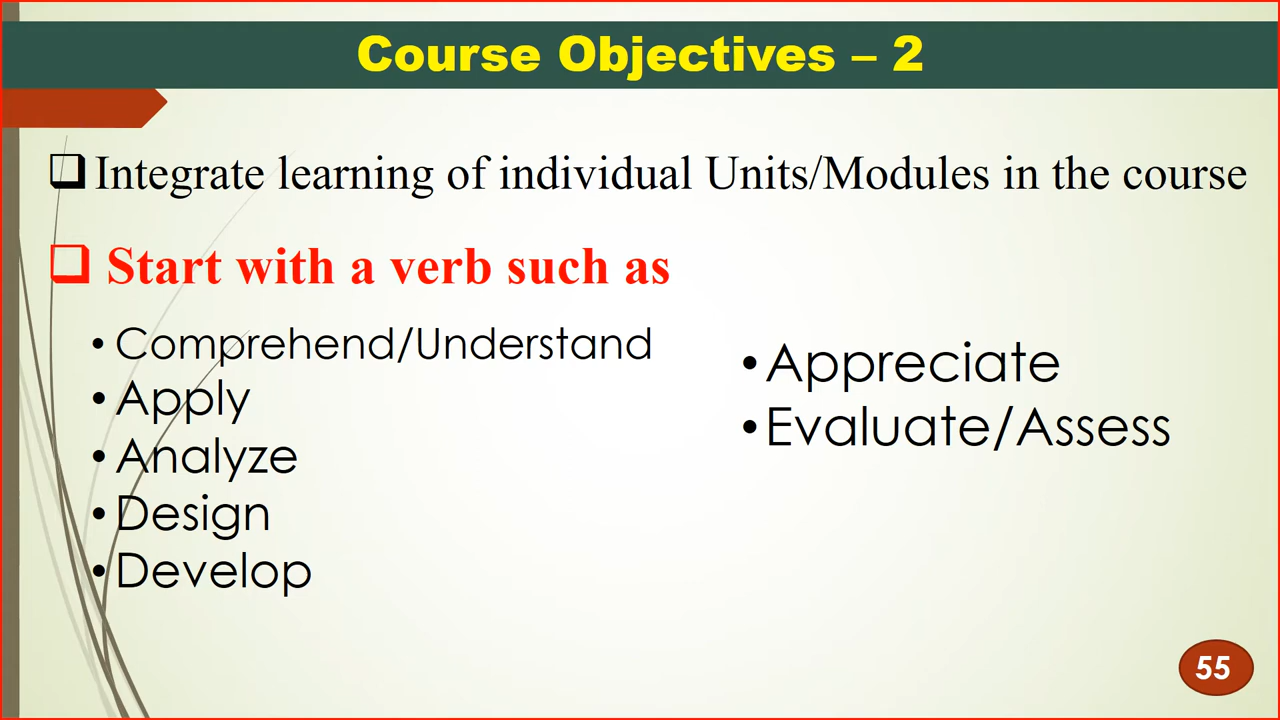 Course Objectives – 2
❑ Integrate learning of individual Units/Modules in the course
❑ Start with a verb such as
• Comprehend/Understand
• Apply
• Analyze
• Design
• Develop
• Appreciate
• Evaluate/Assess
55